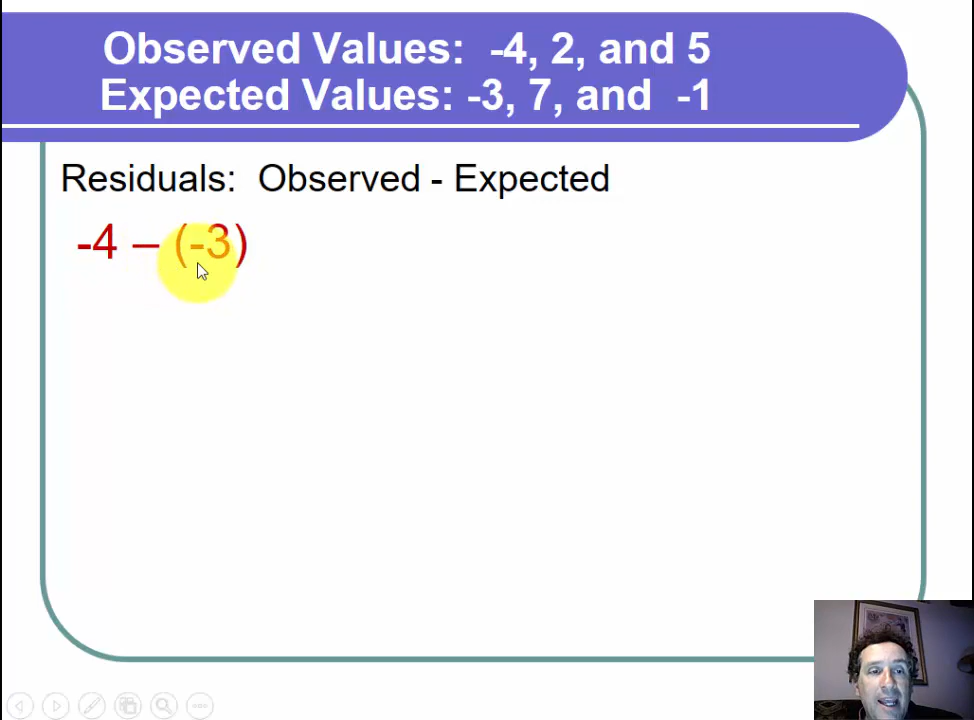 Observed Values: -4, 2, and 5
Expected Values: -3, 7, and -1
Residuals: Observed - Expected
-4 – (-3)